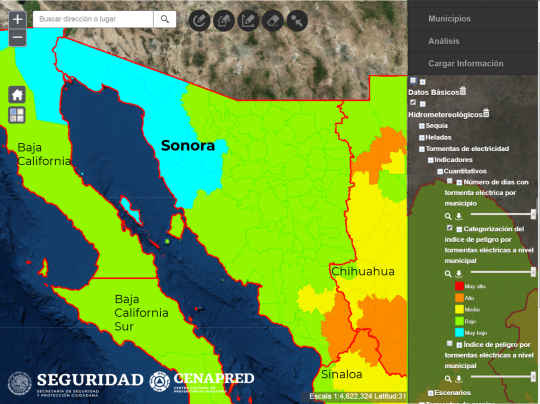 Buscar dirección o lugar
Municipios
Análisis
Cargar Información
Datos Básicos
Hidrometereológicos
Sequía
Heladas
Tormentas de electricidad
Indicadores
Cuantitativos
Número de días con
tormenta eléctrica por
municipio
Categorización del
índice de peligro por
tormentas eléctricas a nivel
municipal
Muy alto
Alto
Medio
Bajo
Muy bajo
Índice de peligro por
tormentas eléctricas a nivel
municipal
Escenarios
Baja
California
Sonora
Chihuahua
Baja
California
Sur
Sinaloa
SEGURIDAD
SECRETARÍA DE SEGURIDAD
Y PROTECCIÓN CIUDADANA
CENAPRED
CENTRO NACIONAL DE
PREVENCIÓN DE DESASTRES
Escala 1:4,622,324 Latitud:31